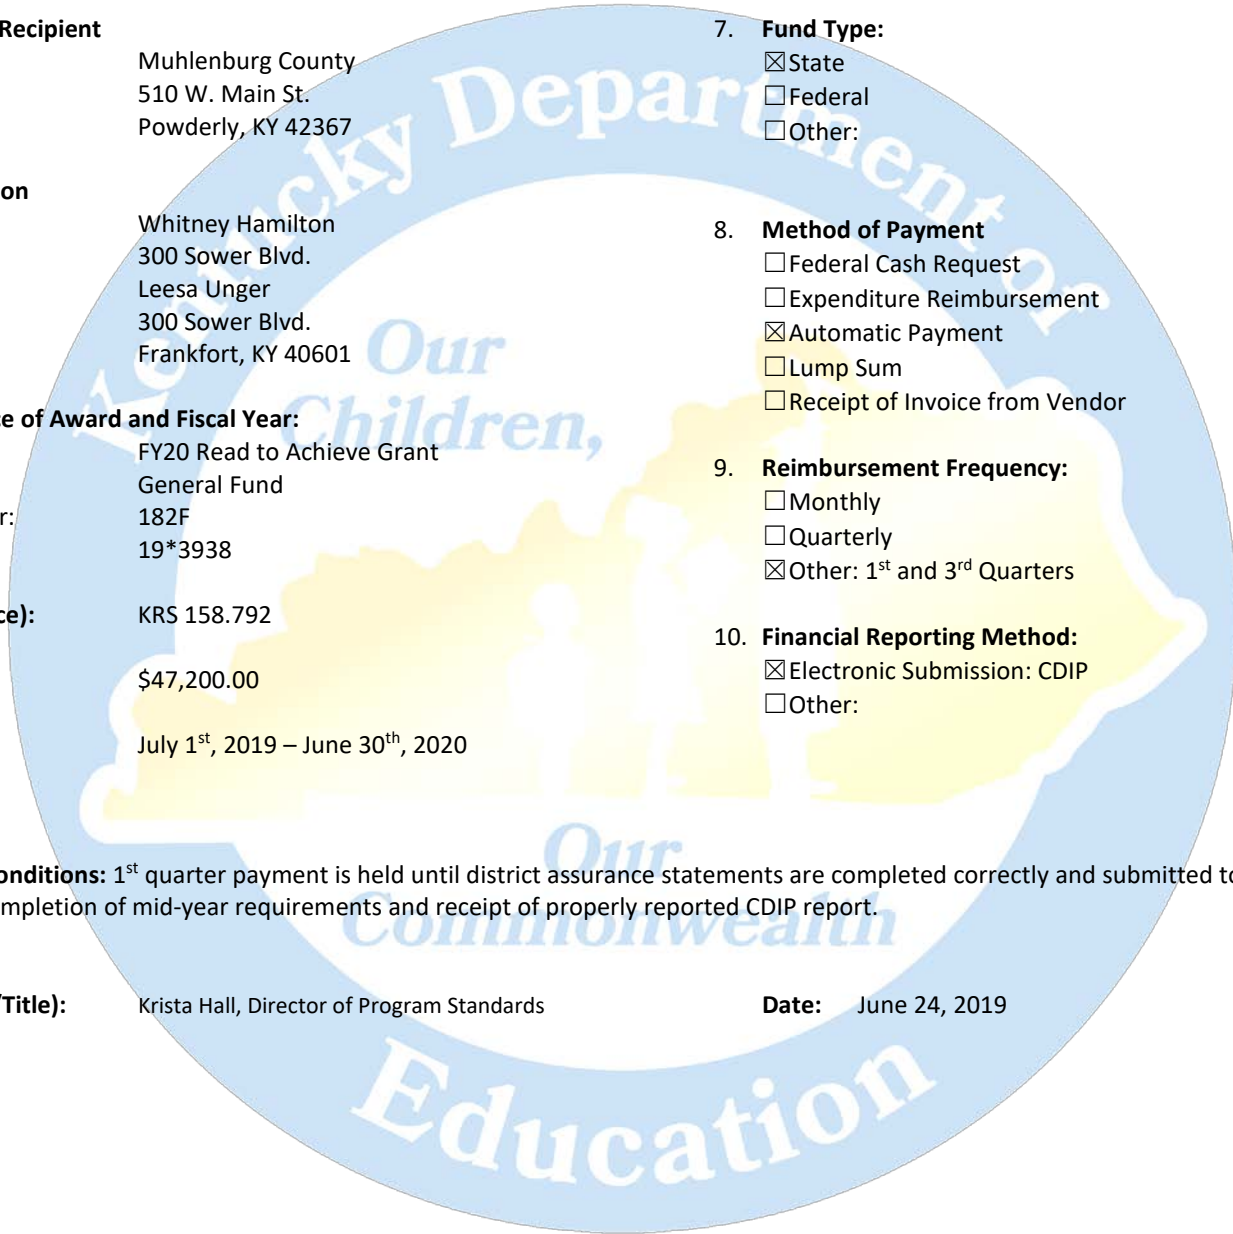 Recipient
Muhlenburg County
510 W. Main St.
Powderly, KY 42367
on
Whitney Hamilton
300 Sower Blvd.
Leesa Unger
300 Sower Blvd.
Frankfort, KY 40601
e of Award and Fiscal Year:
FY20 Read to Achieve Grant
General Fund
r: 182F
19*3938
ce): KRS 158.792
$47,200.00
July 1st, 2019 – June 30th, 2020
7. Fund Type:
☒State
☐Federal
☐Other:
8. Method of Payment
☐Federal Cash Request
☐Expenditure Reimbursement
☒Automatic Payment
☐Lump Sum
☐Receipt of Invoice from Vendor
9. Reimbursement Frequency:
☐Monthly
☐Quarterly
☒Other: 1st and 3rd Quarters
10. Financial Reporting Method:
☒Electronic Submission: CDIP
☐Other:
onditions: 1st quarter payment is held until district assurance statements are completed correctly and submitted to
mpletion of mid-year requirements and receipt of properly reported CDIP report.
/Title): Krista Hall, Director of Program Standards Date: June 24, 2019
Kentucky Department of
Education
Our
Children,
Our
Commonwealth